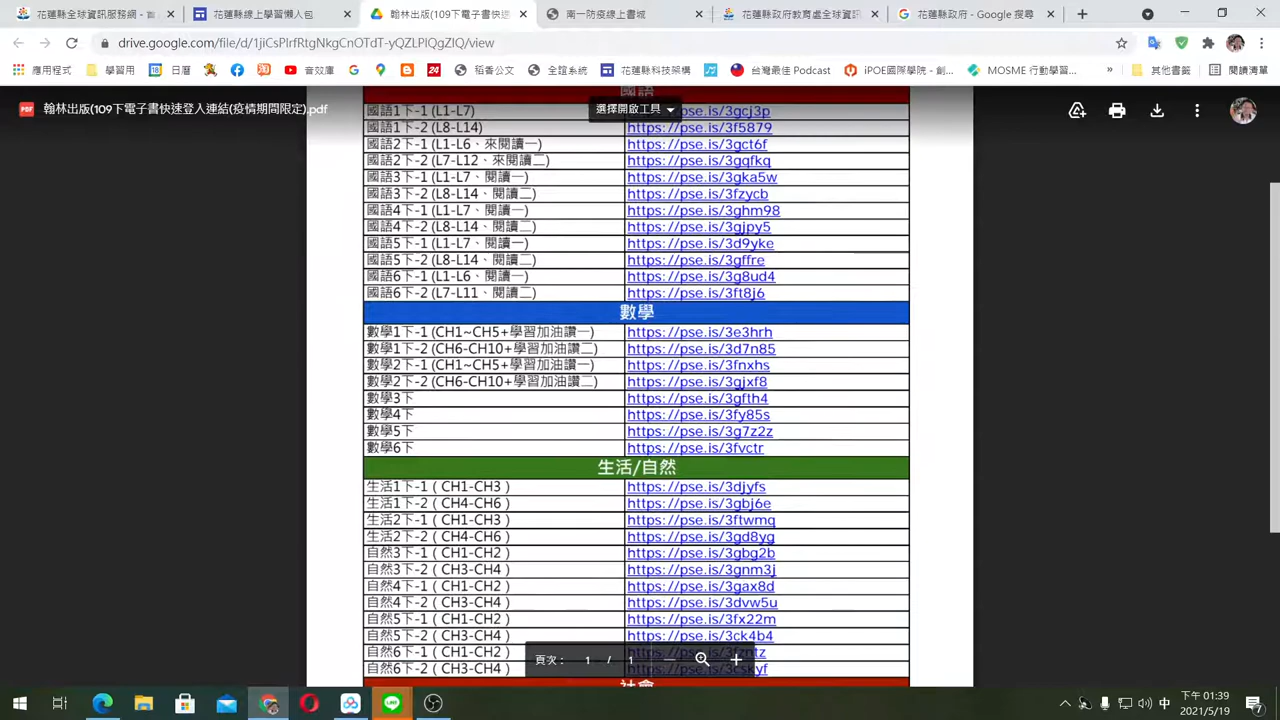 花蓮縣全球資訊服務網 - 直
花蓮縣線上學習懶人包
翰林出版(109下電子書快速
南一防疫線上書城
花蓮縣政府教育處全球資訊
花蓮縣政府 - Google 搜尋
drive.google.com/file/d/1jiCsPlrfRtgNkgCnOTdT-yQZLPlQgZlQ/view
應用程式 學習用 日曆 音效庫 稻香公文 全誼系統 花蓮縣科技架構 台灣最佳 Podcast iPOE國際學院 - 創... MOSME 行動學習... » 其他書籤 閱讀清單
PDF 翰林出版(109下電子書快速登入連結(疫情期間限定).pdf
選擇開啟工具
國語
國語1下-1 (L1-L7) https://pse.is/3gcj3p
國語1下-2 (L8-L14) https://pse.is/3f5879
國語2下-1 (L1-L6、來閱讀一) https://pse.is/3gct6f
國語2下-2 (L7-L12、來閱讀二) https://pse.is/3gqfkq
國語3下-1 (L1-L7、閱讀一) https://pse.is/3gka5w
國語3下-2 (L8-L14、閱讀二) https://pse.is/3fzycb
國語4下-1 (L1-L7、閱讀一) https://pse.is/3ghm98
國語4下-2 (L8-L14、閱讀二) https://pse.is/3gjpy5
國語5下-1 (L1-L7、閱讀一) https://pse.is/3d9yke
國語5下-2 (L8-L14、閱讀二) https://pse.is/3gffre
國語6下-1 (L1-L6、閱讀一) https://pse.is/3g8ud4
國語6下-2 (L7-L11、閱讀二) https://pse.is/3ft8j6
數學
數學1下-1 (CH1~CH5+學習加油讚一) https://pse.is/3e3hrh
數學1下-2 (CH6-CH10+學習加油讚二) https://pse.is/3d7n85
數學2下-1 (CH1~CH5+學習加油讚一) https://pse.is/3fnxhs
數學2下-2 (CH6-CH10+學習加油讚二) https://pse.is/3gjxf8
數學3下 https://pse.is/3gfth4
數學4下 https://pse.is/3fy85s
數學5下 https://pse.is/3g7z2z
數學6下 https://pse.is/3fvctr
生活/自然
生活1下-1 ( CH1-CH3 ) https://pse.is/3djyfs
生活1下-2 ( CH4-CH6 ) https://pse.is/3gbj6e
生活2下-1 ( CH1-CH3 ) https://pse.is/3ftwmq
生活2下-2 ( CH4-CH6 ) https://pse.is/3gd8yg
自然3下-1 ( CH1-CH2 ) https://pse.is/3gbg2b
自然3下-2 ( CH3-CH4 ) https://pse.is/3gnm3j
自然4下-1 ( CH1-CH2 ) https://pse.is/3gax8d
自然4下-2 ( CH3-CH4 ) https://pse.is/3dvw5u
自然5下-1 ( CH1-CH2 ) https://pse.is/3fx22m
自然5下-2 ( CH3-CH4 ) https://pse.is/3ck4b4
自然6下-1 ( CH1-CH2 )
自然6下-2 ( CH3-CH4 )
頁次： 1 / 1
社會
中
下午 01:39
2021/5/19